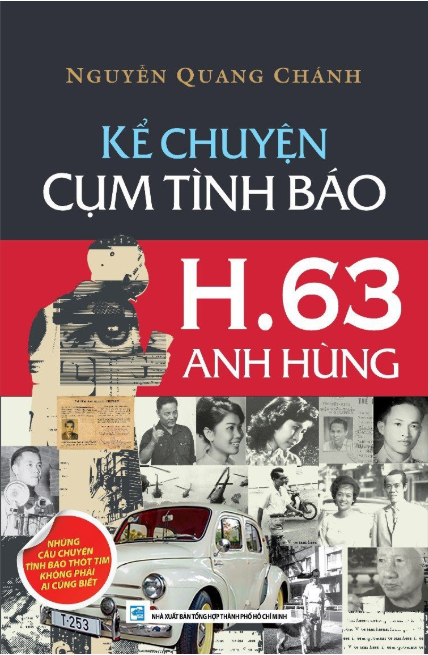 NGUYỄN QUANG CHÁNH
KỂ CHUYỆN
CỤM TÌNH BÁO
H.63
ANH HÙNG
NHỮNG
CÂU CHUYỆN
TÌNH BÁO THÓT TIM
KHÔNG PHẢI
AI CŨNG BIẾT
T-253
NHÀ XUẤT BẢN TỔNG HỢP THÀNH PHỐ HỒ CHÍ MINH